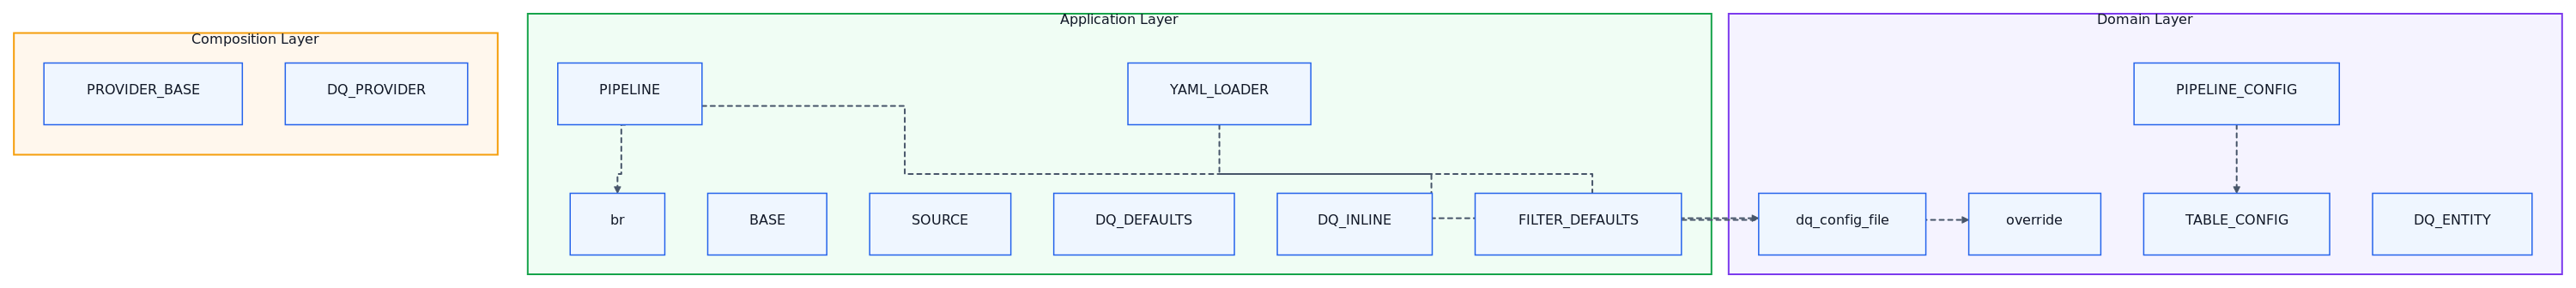 Composition Layer
PROVIDER_BASE
DQ_PROVIDER
Application Layer
PIPELINE
YAML_LOADER
br
BASE
SOURCE
DQ_DEFAULTS
DQ_INLINE
FILTER_DEFAULTS
Domain Layer
PIPELINE_CONFIG
dq_config_file
override
TABLE_CONFIG
DQ_ENTITY